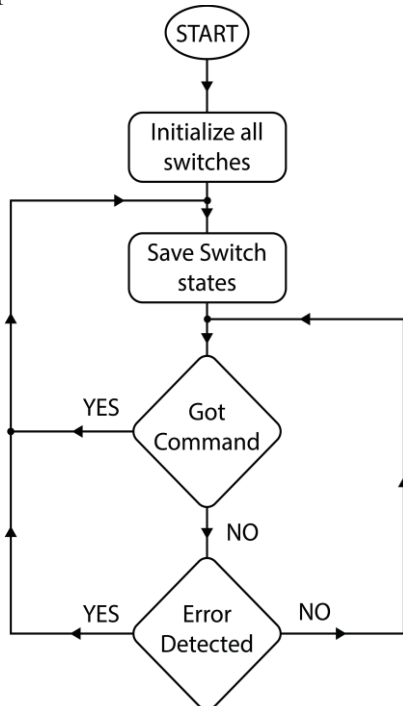 START
Initialize all
switches
Save Switch
states
YES
Got
Command
NO
YES
Error
Detected
NO